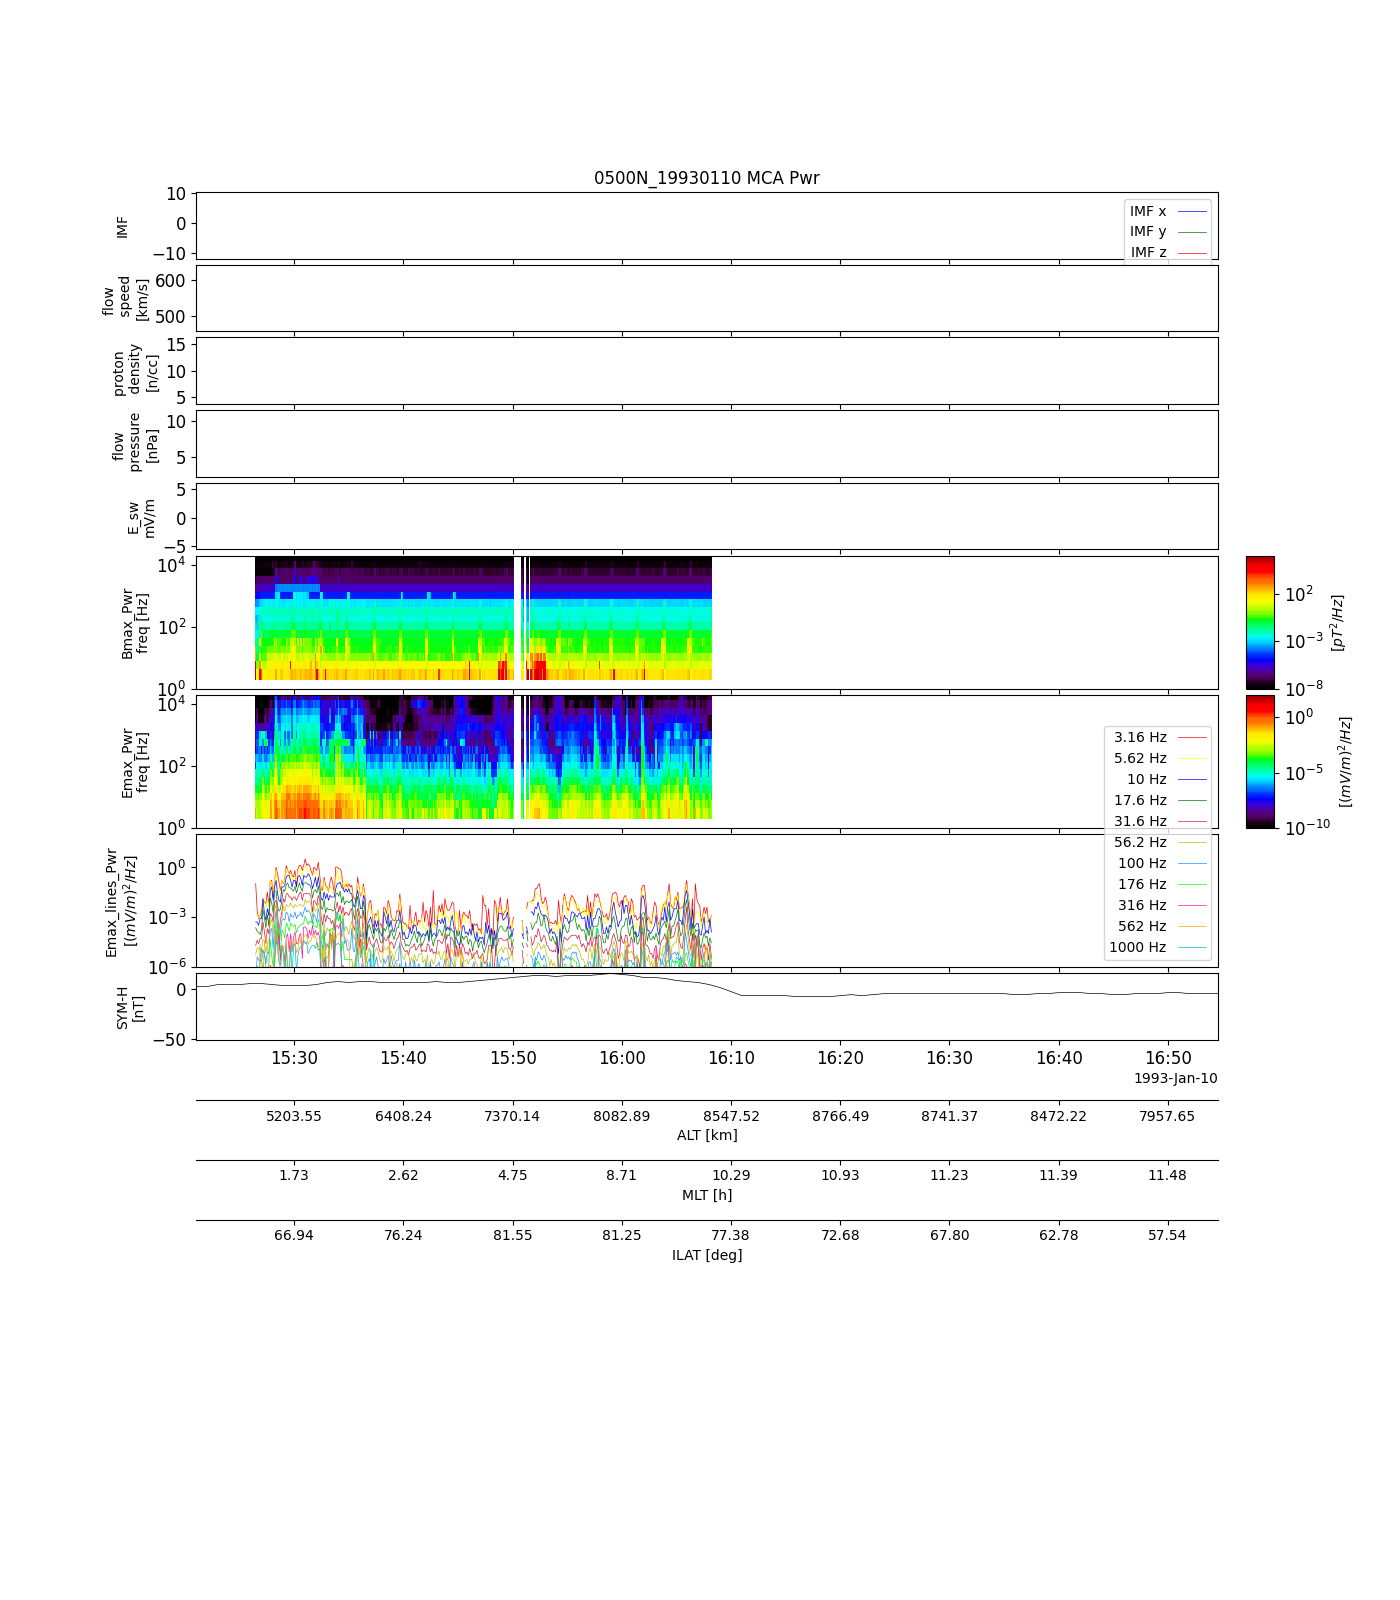 0500N_19930110 MCA Pwr
10
0
−10
IMF
IMF x
IMF y
IMF z
600
500
flow
speed
[km/s]
15
10
5
proton
density
[n/cc]
10
5
flow
pressure
[nPa]
5
0
−5
E_sw
mV/m
10^4
10^2
10^0
Bmax_Pwr
freq [Hz]
10^2
10^−3
10^−8
[pT^2/Hz]
10^4
10^2
10^0
Emax_Pwr
freq [Hz]
10^0
10^−5
10^−10
[(mV/m)^2/Hz]
3.16 Hz
5.62 Hz
10 Hz
17.6 Hz
31.6 Hz
56.2 Hz
100 Hz
176 Hz
316 Hz
562 Hz
1000 Hz
10^0
10^−3
10^−6
Emax_lines_Pwr
[(mV/m)^2/Hz]
0
−50
SYM-H
[nT]
15:30 15:40 15:50 16:00 16:10 16:20 16:30 16:40 16:50
1993-Jan-10
5203.55 6408.24 7370.14 8082.89 8547.52 8766.49 8741.37 8472.22 7957.65
ALT [km]
1.73 2.62 4.75 8.71 10.29 10.93 11.23 11.39 11.48
MLT [h]
66.94 76.24 81.55 81.25 77.38 72.68 67.80 62.78 57.54
ILAT [deg]